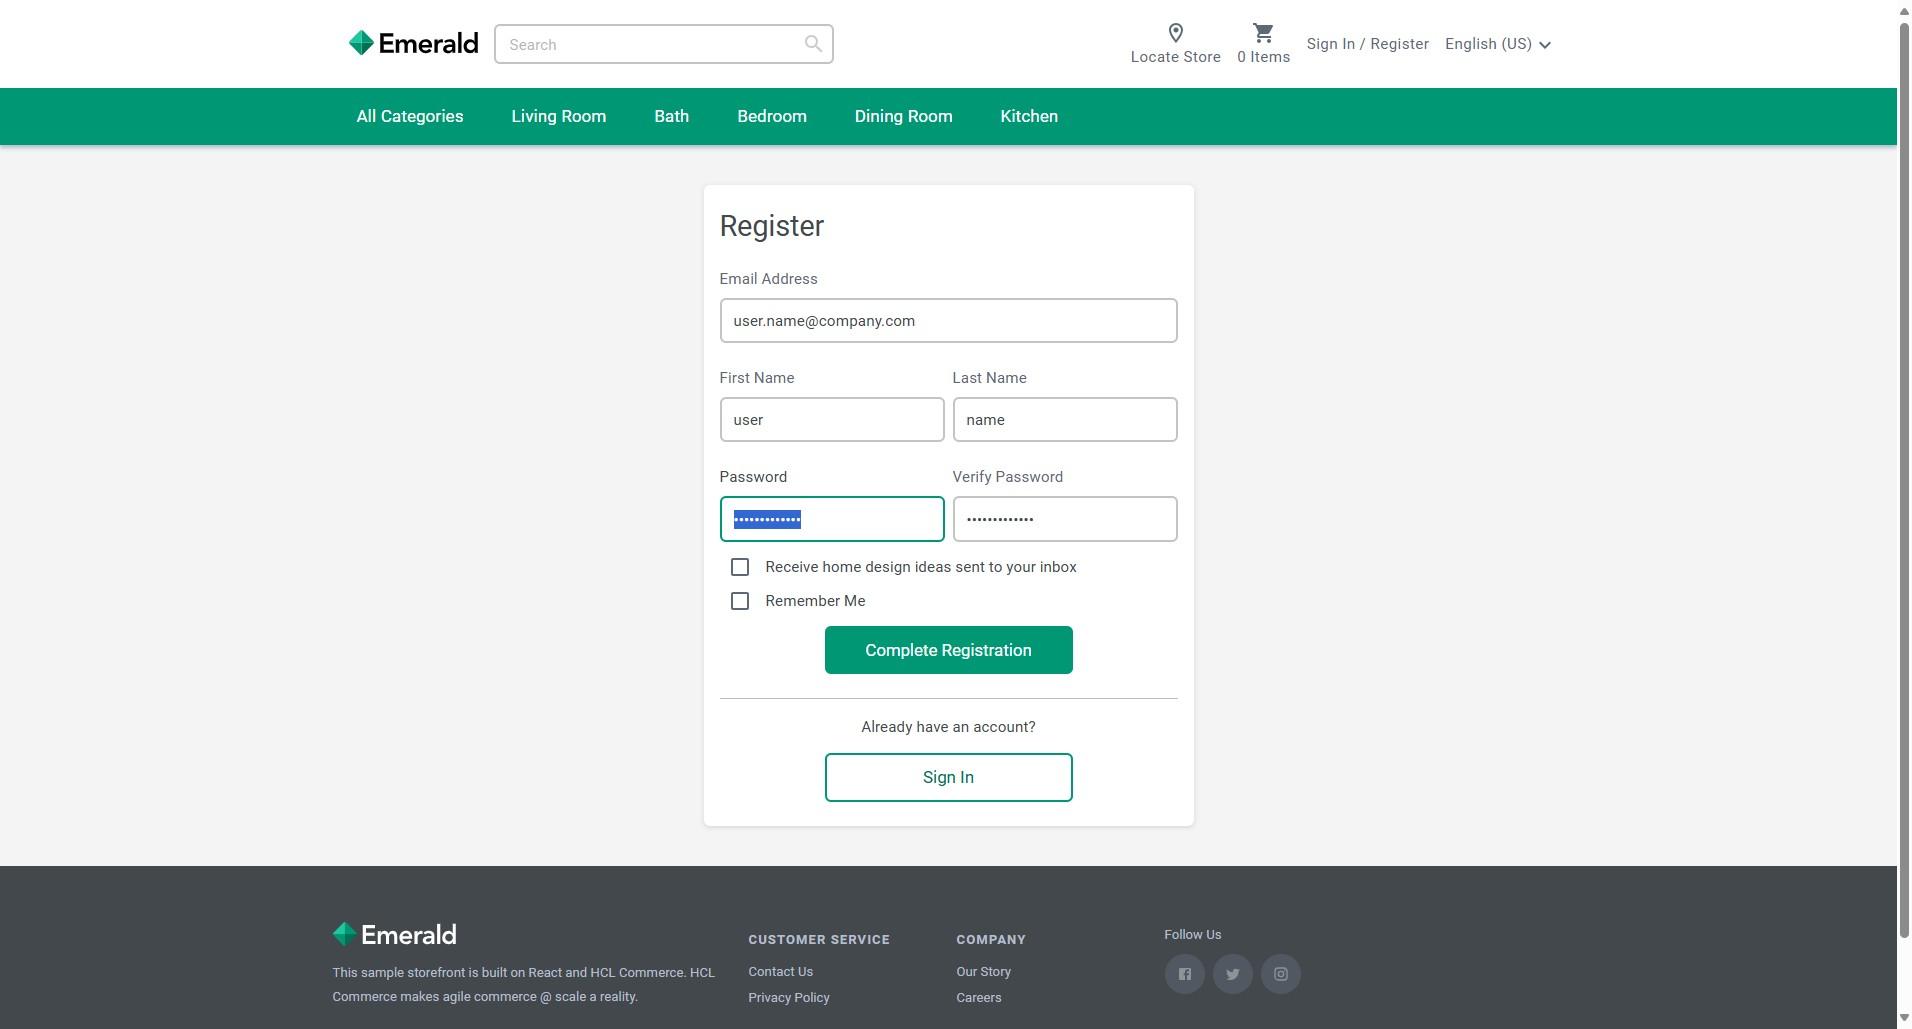 Emerald
Search
Locate Store
0 Items
Sign In / Register
English (US)
All Categories
Living Room
Bath
Bedroom
Dining Room
Kitchen
Register
Email Address
user.name@company.com
First Name
Last Name
user
name
Password
Verify Password
•••••••••••••
•••••••••••••
Receive home design ideas sent to your inbox
Remember Me
Complete Registration
Already have an account?
Sign In
Emerald
This sample storefront is built on React and HCL Commerce. HCL
Commerce makes agile commerce @ scale a reality.
CUSTOMER SERVICE
Contact Us
Privacy Policy
COMPANY
Our Story
Careers
Follow Us